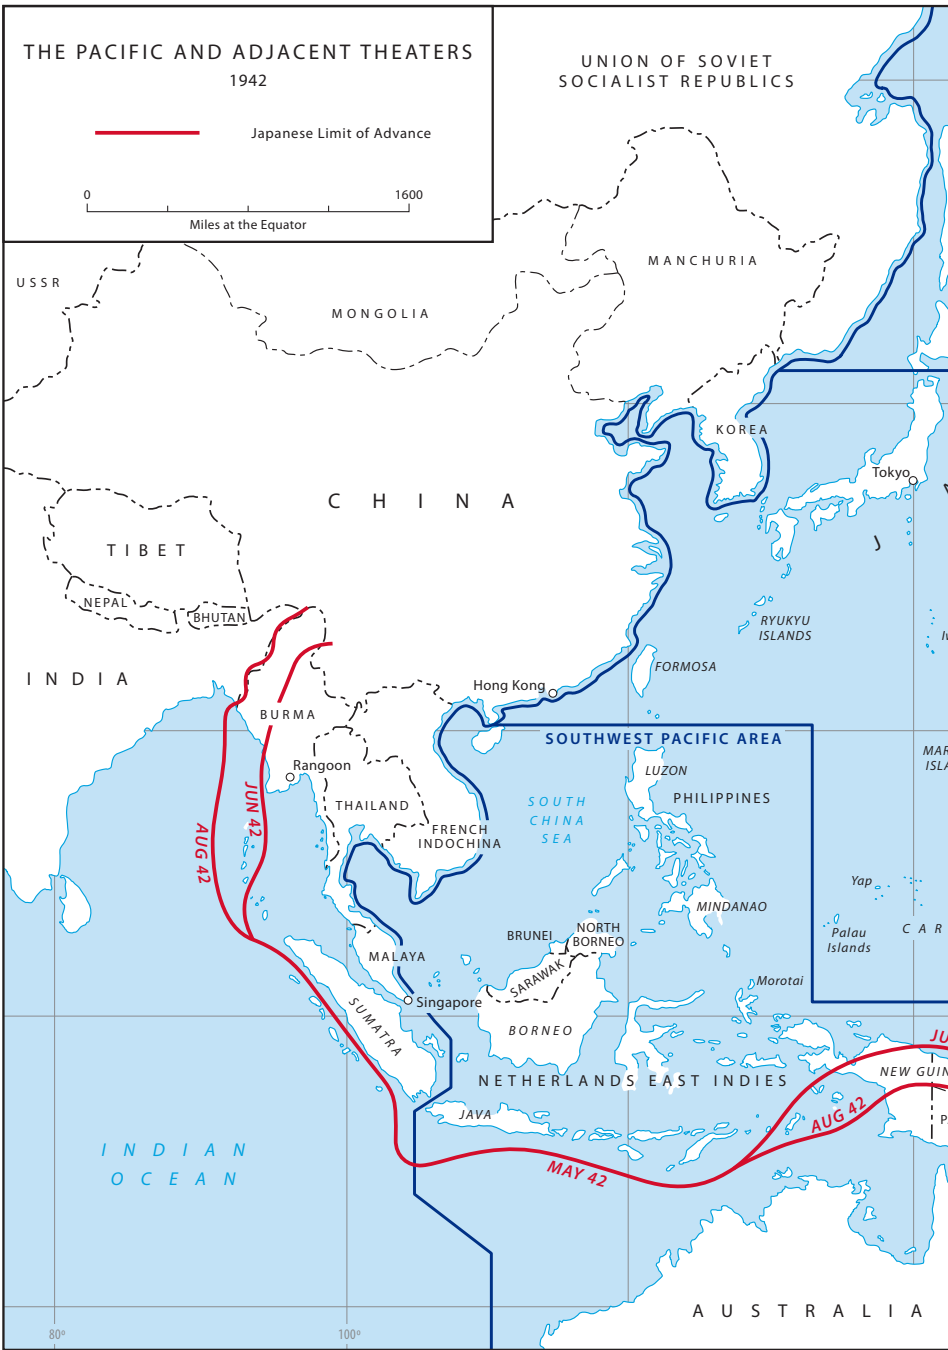 THE PACIFIC AND ADJACENT THEATERS
1942
Japanese Limit of Advance
0
1600
Miles at the Equator
UNION OF SOVIET
SOCIALIST REPUBLICS
USSR
MONGOLIA
MANCHURIA
KOREA
Tokyo
J
CHINA
TIBET
NEPAL
BHUTAN
INDIA
RYUKYU
ISLANDS
FORMOSA
Hong Kong
BURMA
SOUTHWEST PACIFIC AREA
MAR
ISLA
Rangoon
LUZON
PHILIPPINES
THAILAND
SOUTH
CHINA
SEA
FRENCH
INDOCHINA
JUN 42
AUG 42
Yap
MINDANAO
Palau
Islands
CAR
BRUNEI
NORTH
BORNEO
MALAYA
SARAWAK
Morotai
Singapore
SUMATRA
BORNEO
JU
NEW GUIN
NETHERLANDS EAST INDIES
JAVA
AUG 42
P
INDIAN
OCEAN
MAY 42
AUSTRALIA
80°
100°